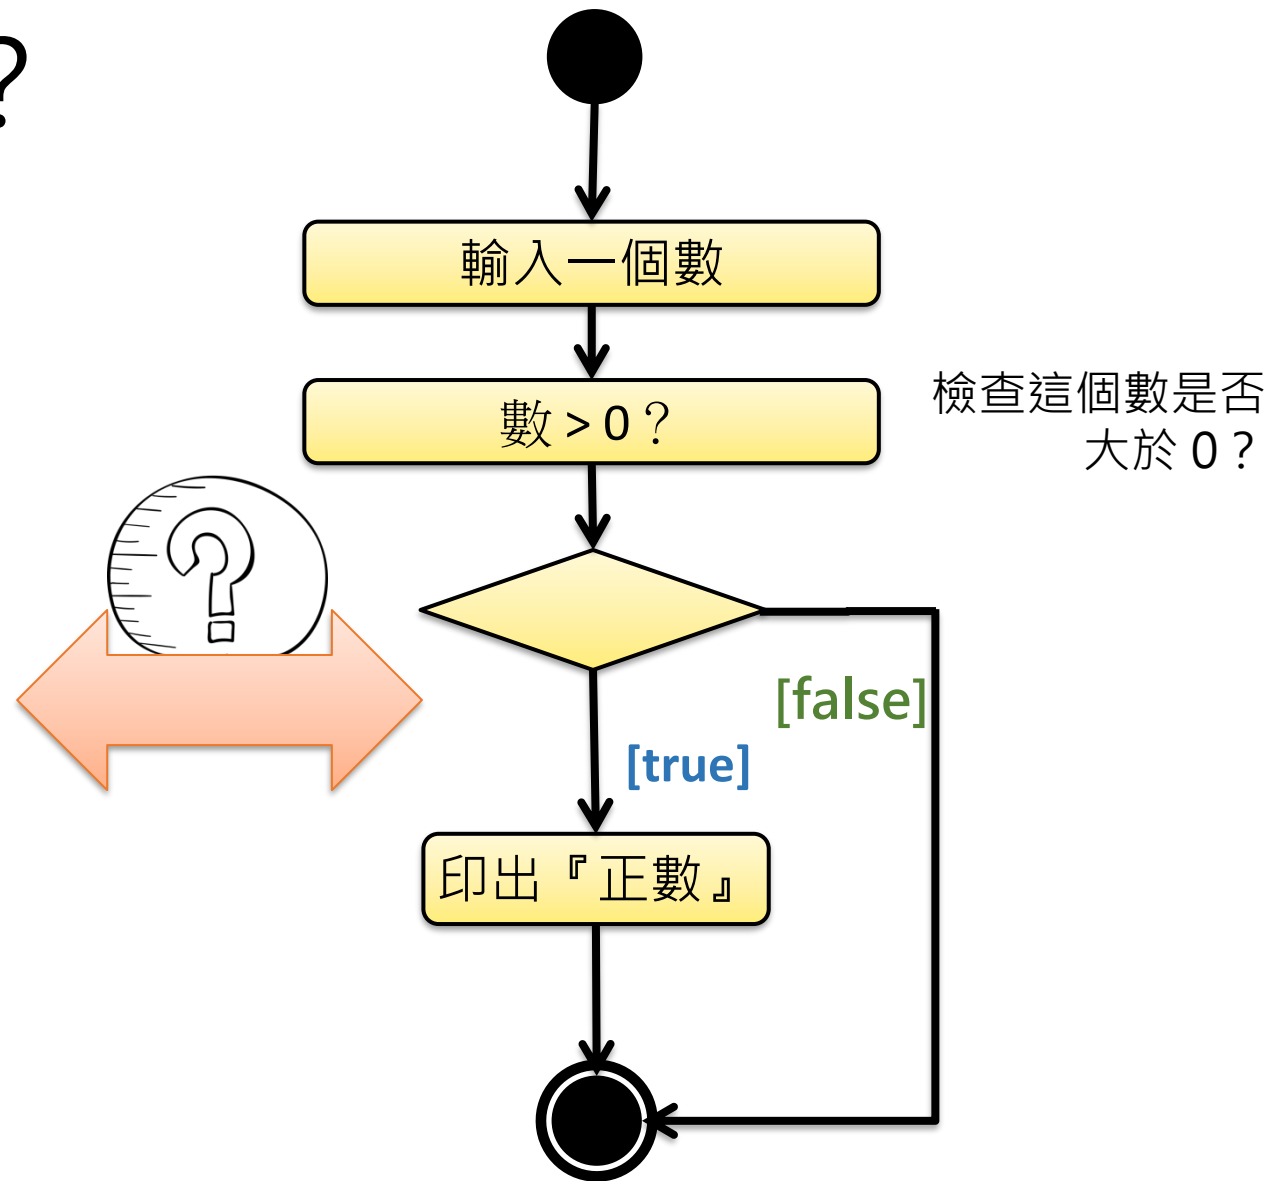 ?
輸入一個數
數 > 0？
檢查這個數是否
大於 0？
?
[false]
[true]
印出『正數』